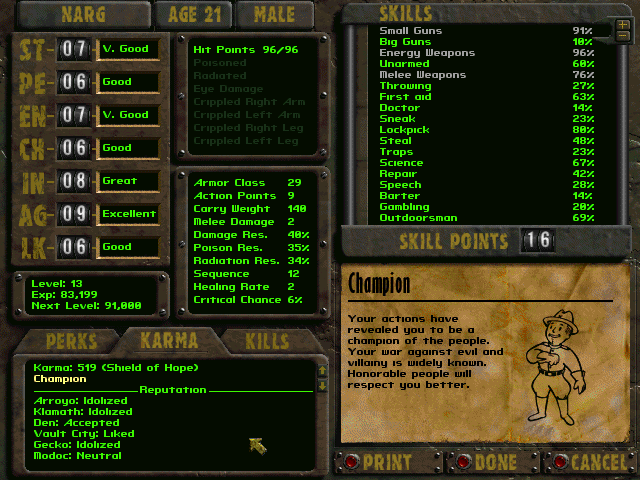 NARG
AGE 21
MALE
ST 07 V. Good
PE 06 Good
EN 07 V. Good
CH 06 Good
IN 08 Great
AG 09 Excellent
LK 06 Good
Hit Points 96/96
Poisoned
Radiated
Eye Damage
Crippled Right Arm
Crippled Left Arm
Crippled Right Leg
Crippled Left Leg
Armor Class 29
Action Points 9
Carry Weight 140
Melee Damage 2
Damage Res. 40%
Poison Res. 35%
Radiation Res. 34%
Sequence 12
Healing Rate 2
Critical Chance 6%
Level: 13
Exp: 83,199
Next Level: 91,000
PERKS
KARMA
KILLS
Karma: 519 (Shield of Hope)
Champion
Reputation
Arroyo: Idolized
Klamath: Idolized
Den: Accepted
Vault City: Liked
Gecko: Idolized
Modoc: Neutral
SKILLS
Small Guns 91%
Big Guns 10%
Energy Weapons 96%
Unarmed 60%
Melee Weapons 76%
Throwing 27%
First aid 63%
Doctor 14%
Sneak 23%
Lockpick 80%
Steal 48%
Traps 23%
Science 67%
Repair 42%
Speech 28%
Barter 14%
Gambling 20%
Outdoorsman 69%
SKILL POINTS 16
Champion
Your actions have
revealed you to be a
champion of the people.
Your war against evil and
villainy is widely known.
Honorable people will
respect you better.
PRINT
DONE
CANCEL